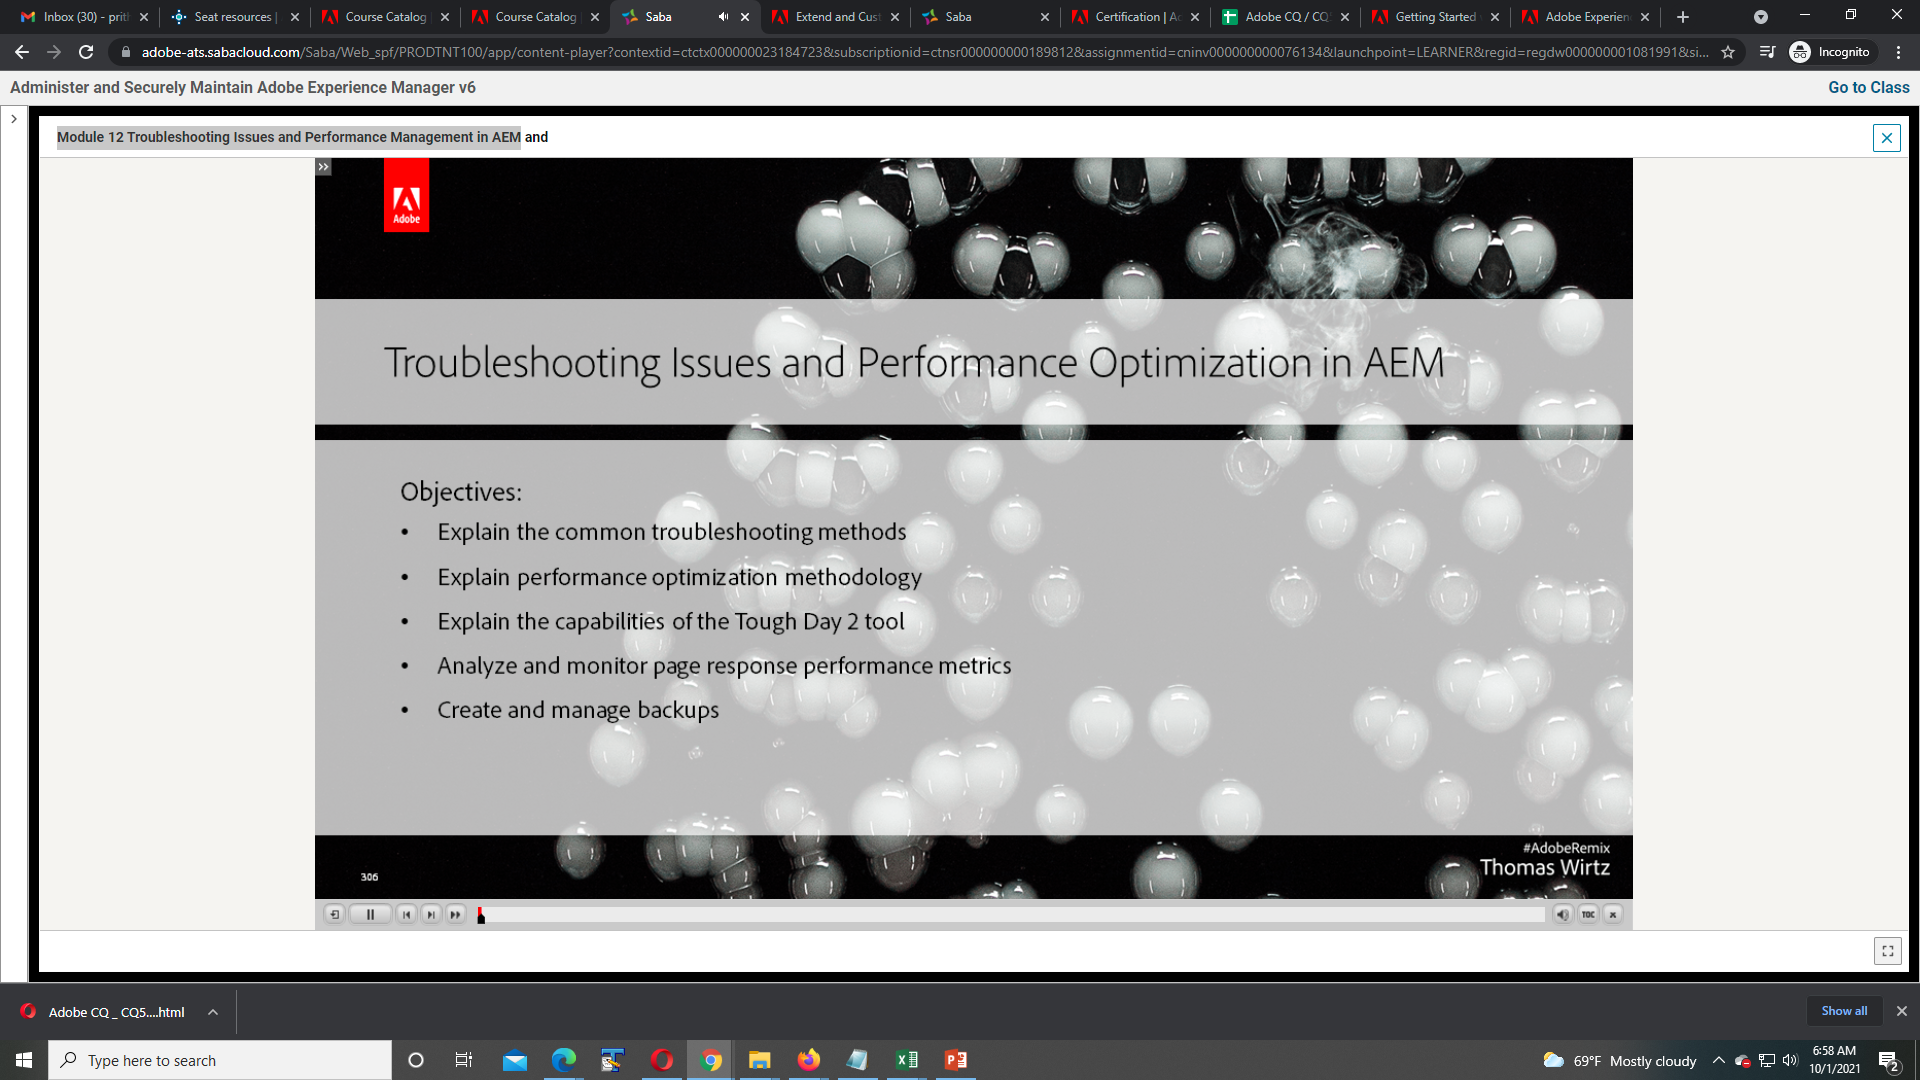 Inbox (30) - prith
Seat resources |
Course Catalog
Course Catalog
Saba
Extend and Cust
Saba
Certification | Ad
Adobe CQ / CQ
Getting Started
Adobe Experien
adobe-ats.sabacloud.com/Saba/Web_spf/PRODTNT100/app/content-player?contextid=ctctx000000023184723&subscriptionid=ctnsr000000000189812&assignmentid=cninv000000000076134&launchpoint=LEARNER&regid=regdw000000001081991&si...
Incognito
Administer and Securely Maintain Adobe Experience Manager v6
Go to Class
Module 12 Troubleshooting Issues and Performance Management in AEM and
Adobe
Troubleshooting Issues and Performance Optimization in AEM
Objectives:
• Explain the common troubleshooting methods
• Explain performance optimization methodology
• Explain the capabilities of the Tough Day 2 tool
• Analyze and monitor page response performance metrics
• Create and manage backups
#AdobeRemix
Thomas Wirtz
306
TOC
Adobe CQ _ CQ5....html
Show all
Type here to search
69°F Mostly cloudy
6:58 AM
10/1/2021
2